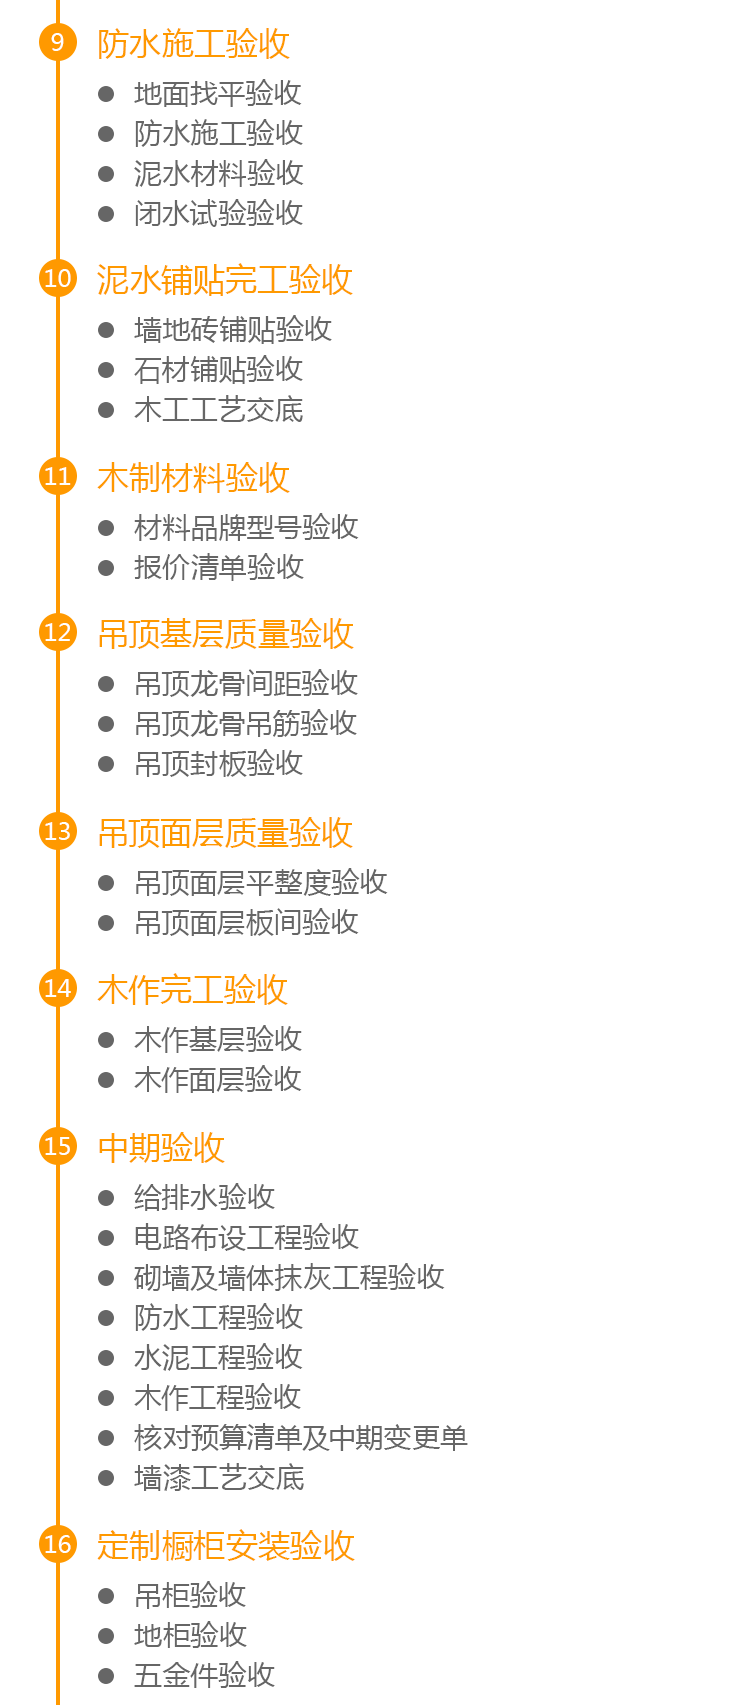 9 防水施工验收
地面找平验收
防水施工验收
泥水材料验收
闭水试验验收
10 泥水铺贴完工验收
墙地砖铺贴验收
石材铺贴验收
木工工艺交底
11 木制材料验收
材料品牌型号验收
报价清单验收
12 吊顶基层质量验收
吊顶龙骨间距验收
吊顶龙骨吊筋验收
吊顶封板验收
13 吊顶面层质量验收
吊顶面层平整度验收
吊顶面层板间验收
14 木作完工验收
木作基层验收
木作面层验收
15 中期验收
给排水验收
电路布设工程验收
砌墙及墙体抹灰工程验收
防水工程验收
水泥工程验收
木作工程验收
核对预算清单及中期变更单
墙漆工艺交底
16 定制橱柜安装验收
吊柜验收
地柜验收
五金件验收